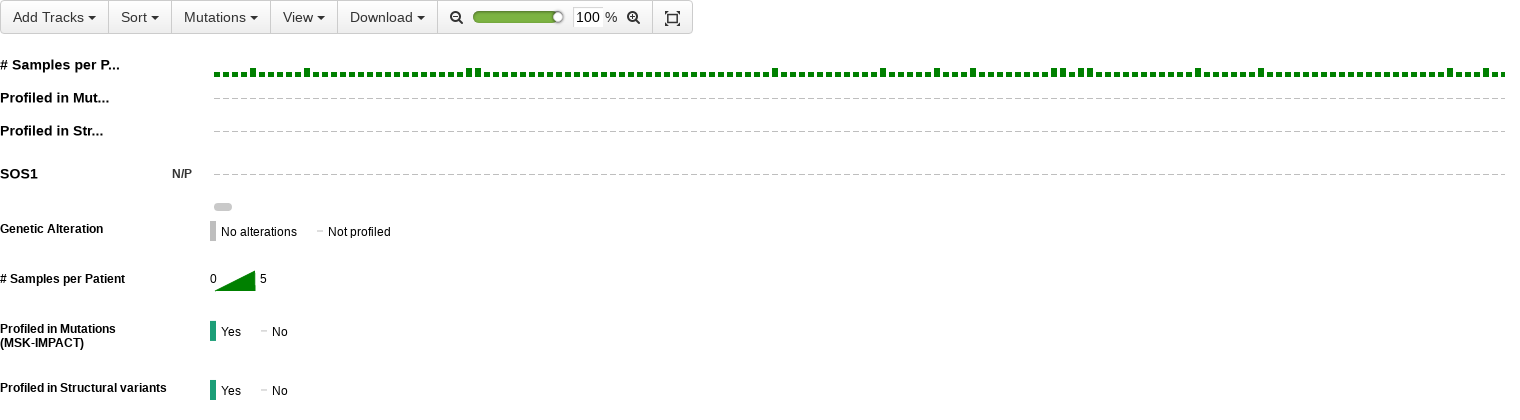 Add Tracks Sort Mutations View Download 100 %
# Samples per P...
Profiled in Mut...
Profiled in Str...
SOS1 N/P
Genetic Alteration No alterations Not profiled
# Samples per Patient 0 5
Profiled in Mutations Yes No
(MSK-IMPACT)
Profiled in Structural variants Yes No